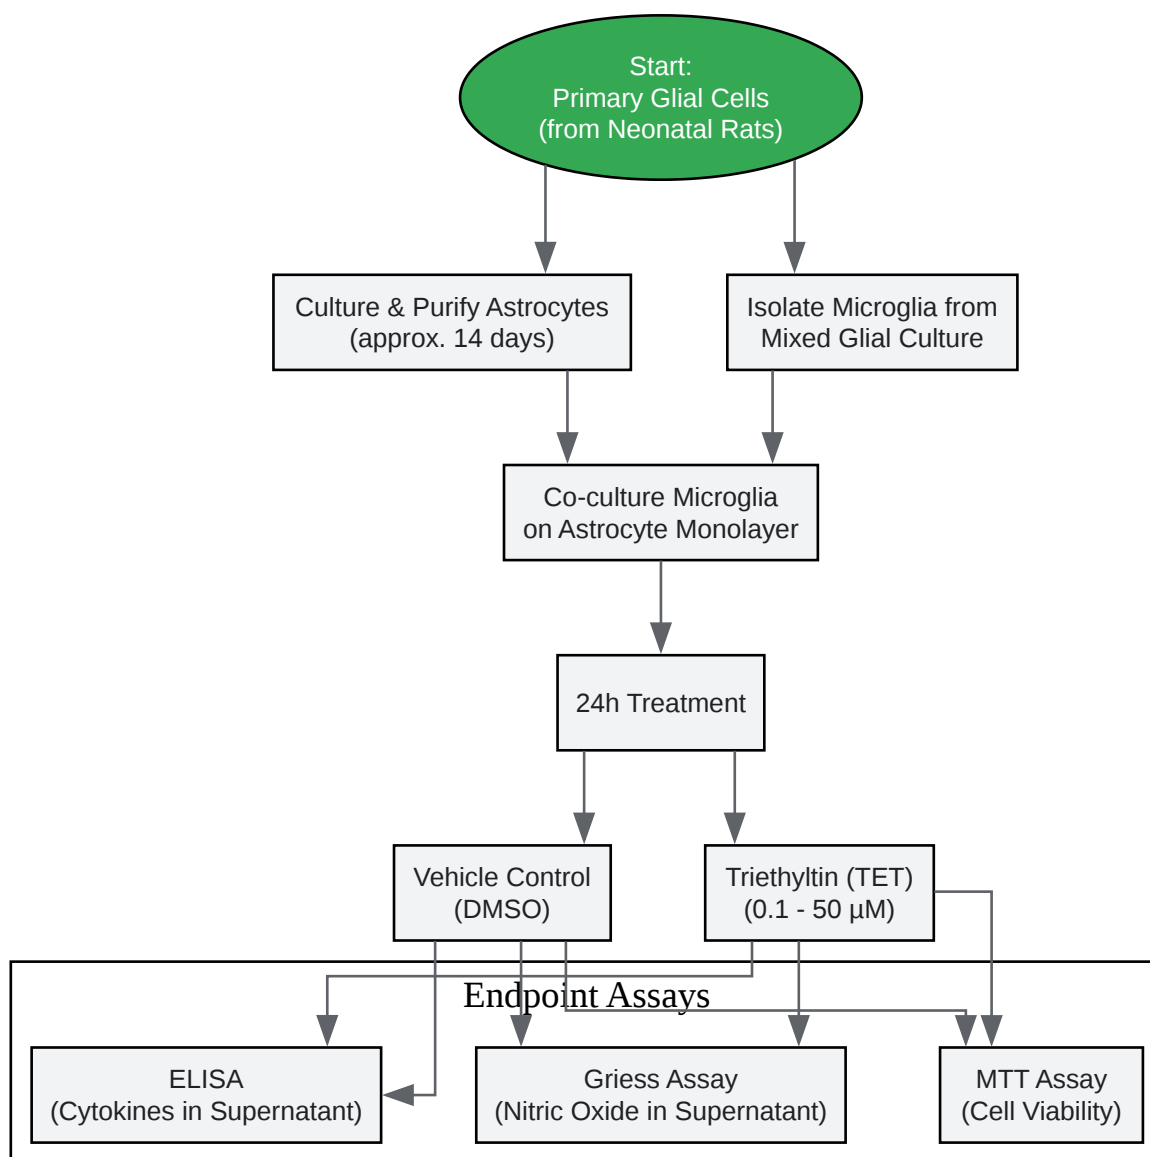 Start:
Primary Glial Cells
(from Neonatal Rats)
Culture & Purify Astrocytes
(approx. 14 days)
Isolate Microglia from
Mixed Glial Culture
Co-culture Microglia
on Astrocyte Monolayer
24h Treatment
Vehicle Control
(DMSO)
Triethyltin (TET)
(0.1 - 50 µM)
Endpoint Assays
ELISA
(Cytokines in Supernatant)
Griess Assay
(Nitric Oxide in Supernatant)
MTT Assay
(Cell Viability)